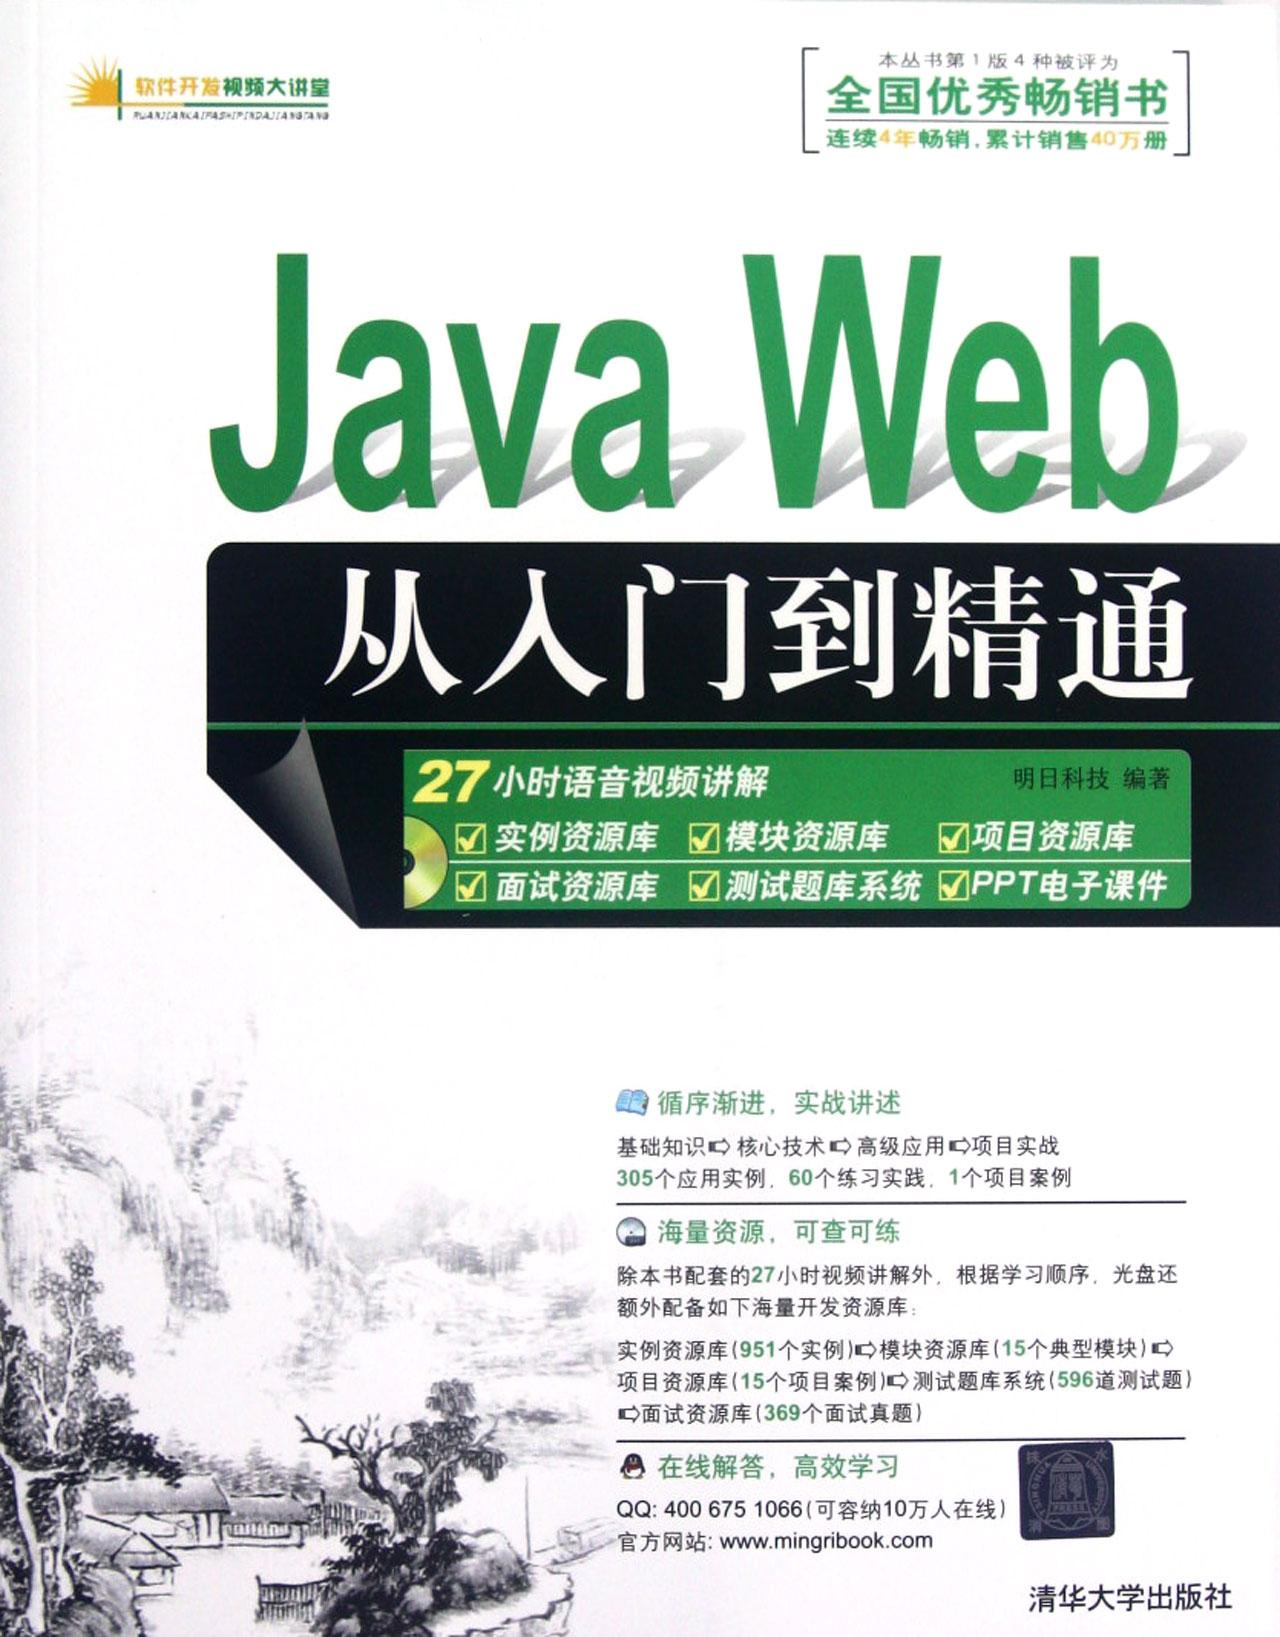 软件开发视频大讲堂
RUANJIANKAIFASHIPINDAJIANGTANG
本丛书第1版4种被评为
全国优秀畅销书
连续4年畅销，累计销售40万册
Java Web
从入门到精通
27小时语音视频讲解
明日科技 编著
实例资源库 模块资源库 项目资源库
面试资源库 测试题库系统 PPT电子课件
循序渐进，实战讲述
基础知识⇨核心技术⇨高级应用⇨项目实战
305个应用实例，60个练习实践，1个项目案例
海量资源，可查可练
除本书配套的27小时视频讲解外，根据学习顺序，光盘还
额外配备如下海量开发资源库：
实例资源库(951个实例)⇨模块资源库(15个典型模块)⇨
项目资源库(15个项目案例)⇨测试题库系统(596道测试题)
⇨面试资源库(369个面试真题)
在线解答，高效学习
QQ: 400 675 1066(可容纳10万人在线)
官方网站: www.mingribook.com
清华大学出版社